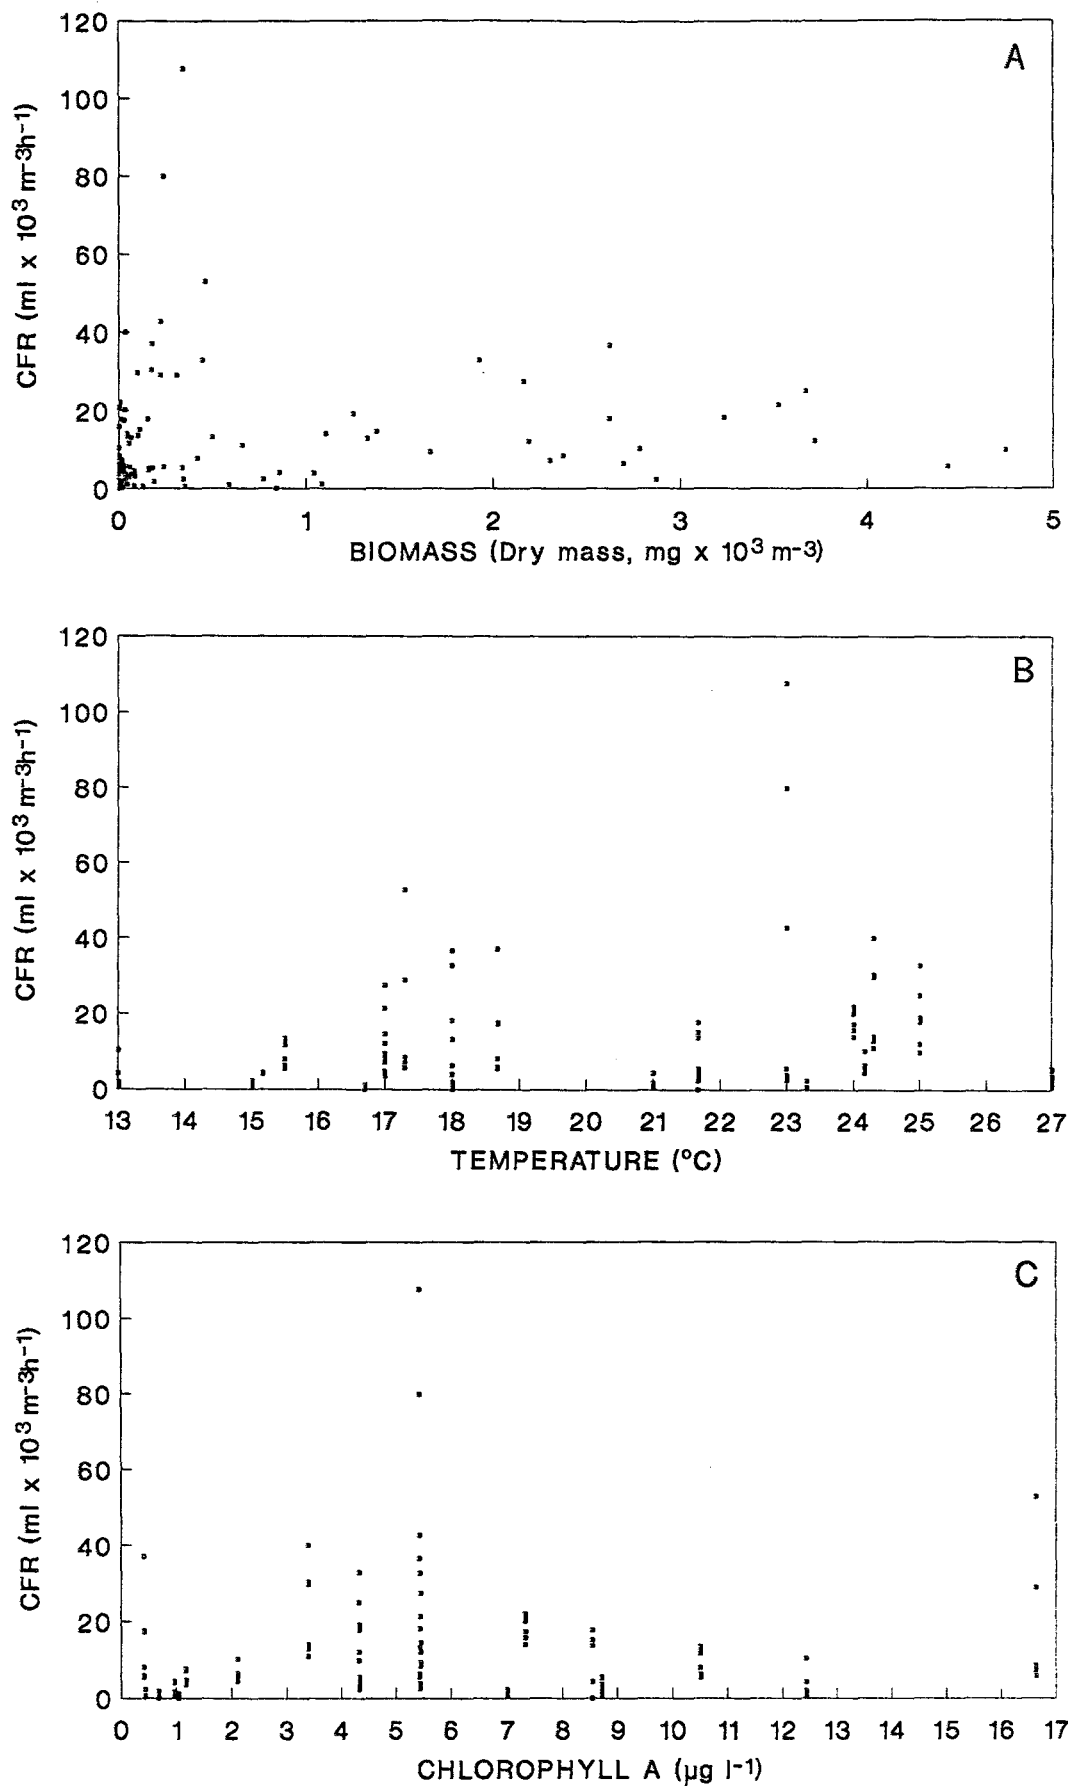 120
A
100
80
60
40
20
0
CFR (ml x 10³ m⁻³h⁻¹)
0 1 2 3 4 5
BIOMASS (Dry mass, mg x 10³ m⁻³)
120
B
100
80
60
40
20
0
CFR (ml x 10³ m⁻³h⁻¹)
13 14 15 16 17 18 19 20 21 22 23 24 25 26 27
TEMPERATURE (°C)
120
C
100
80
60
40
20
0
CFR (ml x 10³ m⁻³h⁻¹)
0 1 2 3 4 5 6 7 8 9 10 11 12 13 14 15 16 17
CHLOROPHYLL A (µg l⁻¹)